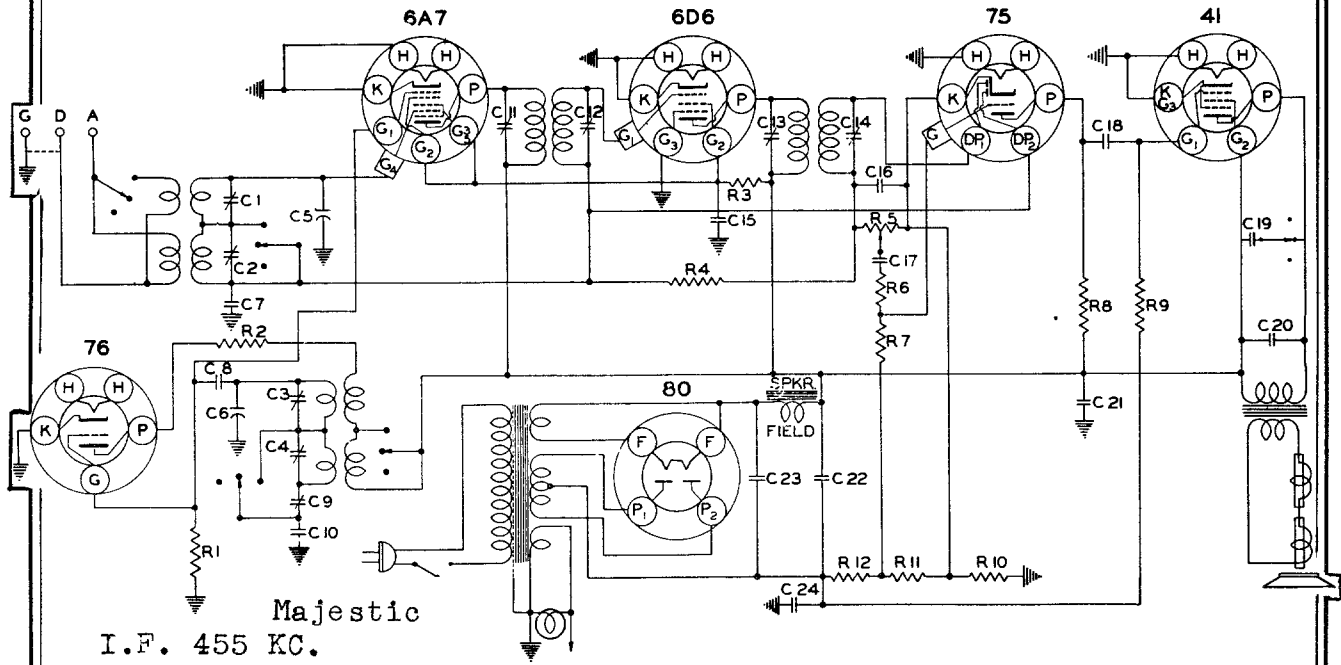 6A7 6D6 75 41
H H H H H H H H
G D A
K P C11 C12 K P C13 C14 K P K G3 P
G1 G3 5 G1 G DP1 DP2 C18 G1 G2
G2 G3 G2
GA R3 C16
C1 C5 C15 R5 C19
C2 C17
R4 R6
C7 R8 R9
R2 R7 C20
76
H H C8 C3 80 SPKR
C6 FIELD C21
K P C4 F F
G C23 C22
C9 P1 P2
C10
R1 R12 R11 R10
C24
Majestic
I.F. 455 KC.